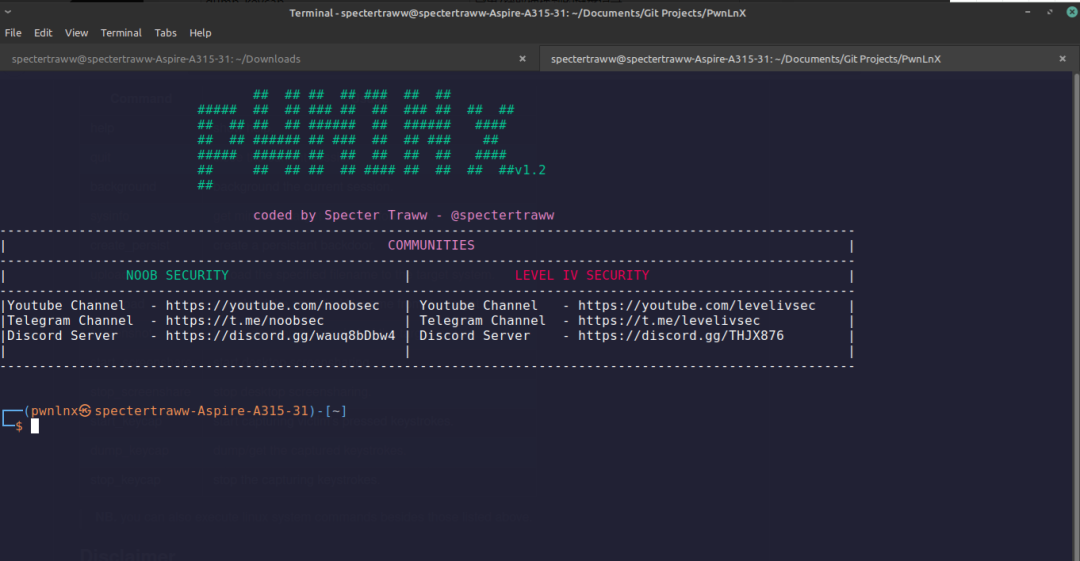 Terminal - spectertraww@spectertraww-Aspire-A315-31: ~/Documents/Git Projects/PwnLnX
File Edit View Terminal Tabs Help
spectertraww@spectertraww-Aspire-A315-31: ~/Downloads × spectertraww@spectertraww-Aspire-A315-31: ~/Documents/Git Projects/PwnLnX ×
pwnlnx
v1.2
coded by Specter Traww - @spectertraww
COMMUNITIES
NOOB SECURITY | LEVEL IV SECURITY
Youtube Channel - https://youtube.com/noobsec | Youtube Channel - https://youtube.com/levelivsec
Telegram Channel - https://t.me/noobsec | Telegram Channel - https://t.me/levelivsec
Discord Server - https://discord.gg/wauq8bDbw4 | Discord Server - https://discord.gg/THJX876
┌──(pwnlnx㉿spectertraww-Aspire-A315-31)-[~]
└─$
Disclaimer